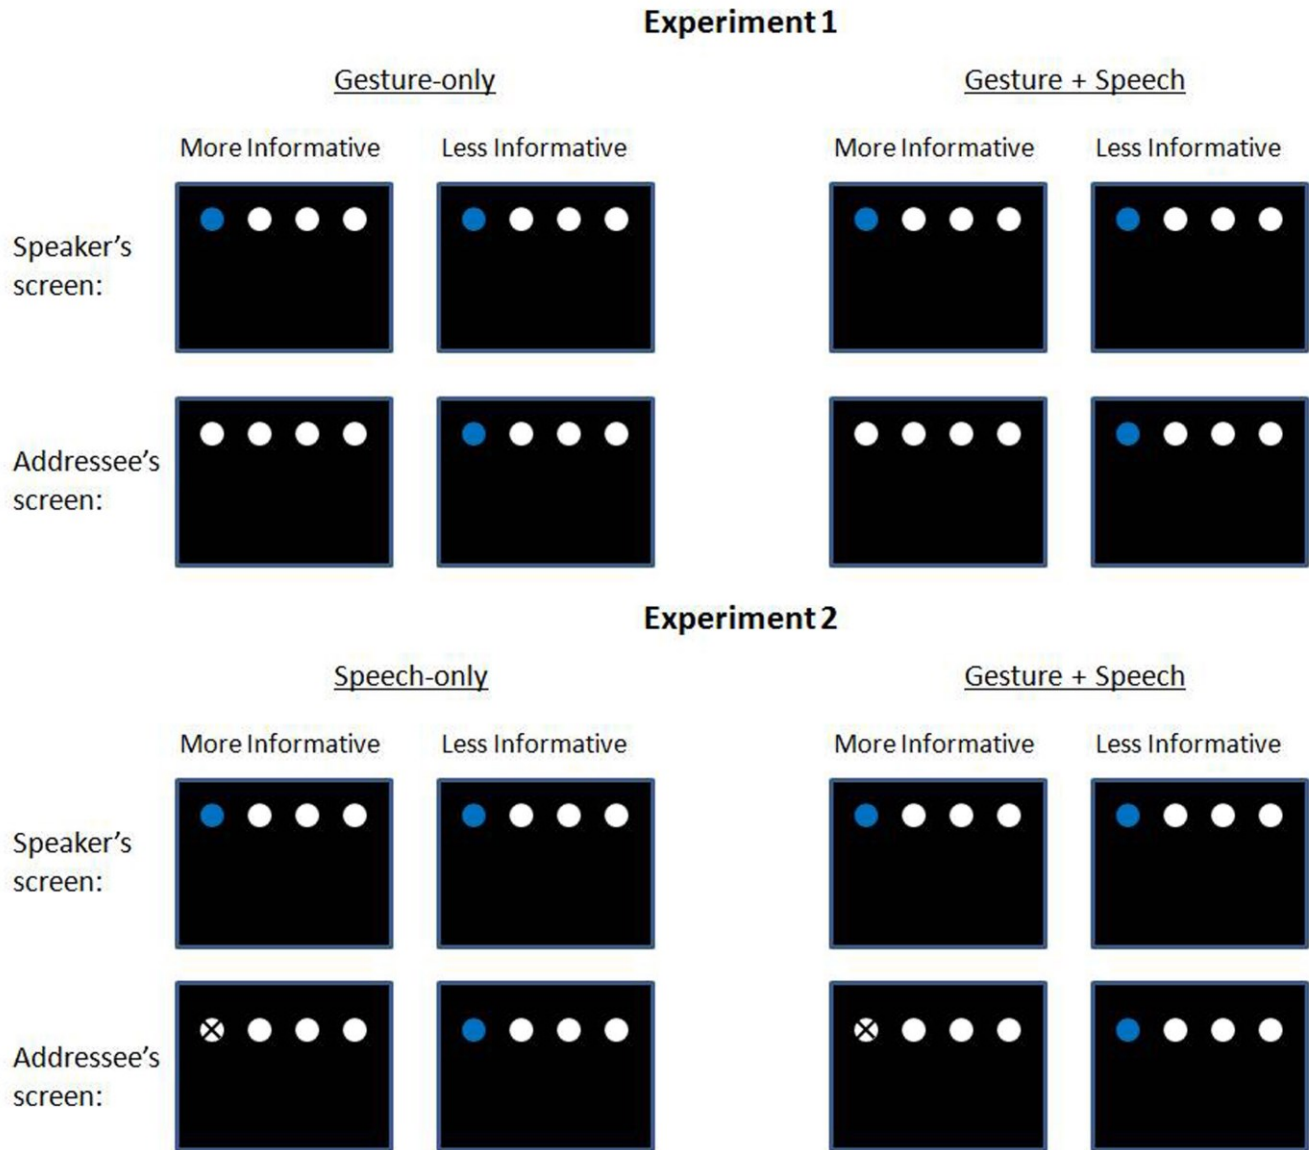 Experiment 1
Gesture-only Gesture + Speech
More Informative Less Informative More Informative Less Informative
Speaker's
screen:
Addressee's
screen:
Experiment 2
Speech-only Gesture + Speech
More Informative Less Informative More Informative Less Informative
Speaker's
screen:
Addressee's
screen: